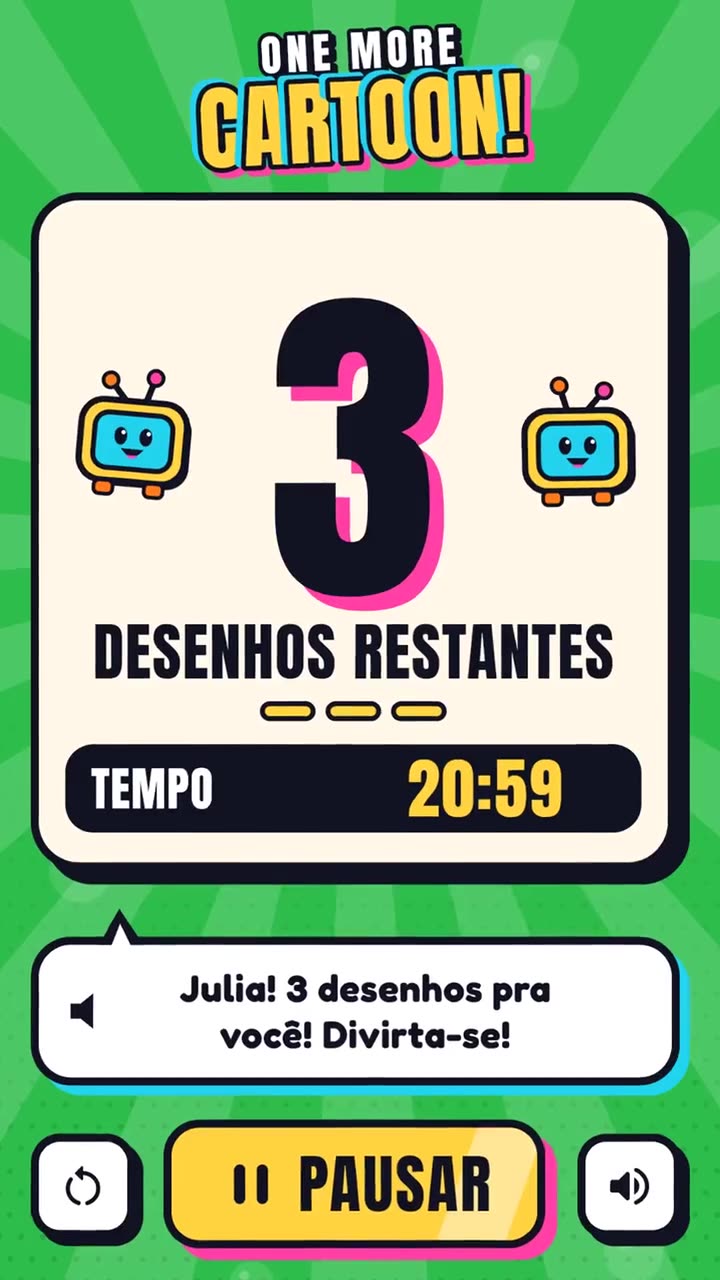 ONE MORE
CARTOON!
3
DESENHOS RESTANTES
TEMPO 20:59
Julia! 3 desenhos pra
você! Divirta-se!
PAUSAR